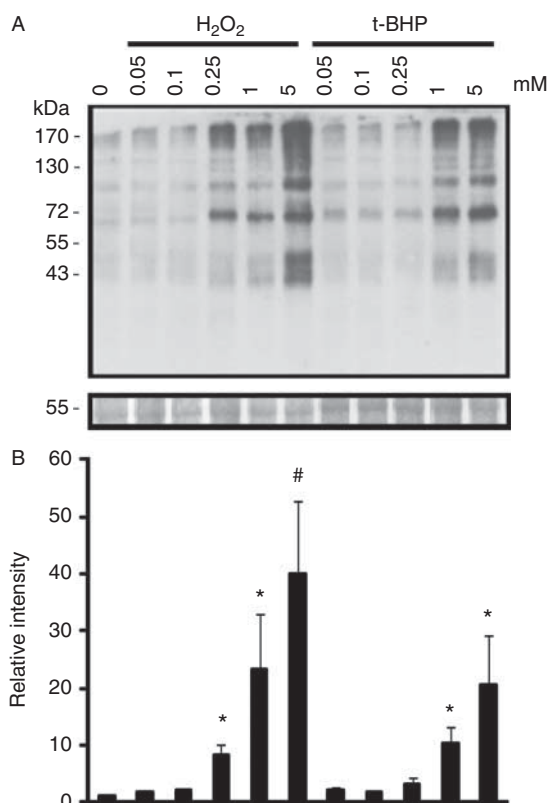 A
H₂O₂ t-BHP
0 0.05 0.1 0.25 1 5 0.05 0.1 0.25 1 5 mM
kDa
170 -
130 -
72 -
55 -
43 -
55 -
B
Relative intensity
60
50
#
40
30
* *
20
* *
10
0